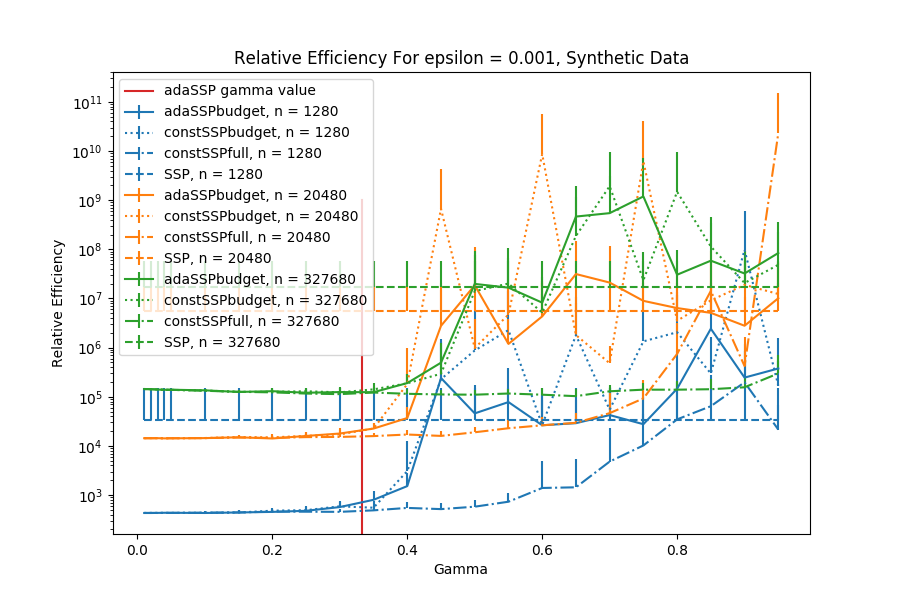 Relative Efficiency For epsilon = 0.001, Synthetic Data
adaSSP gamma value
adaSSPbudget, n = 1280
constSSPbudget, n = 1280
constSSPfull, n = 1280
SSP, n = 1280
adaSSPbudget, n = 20480
constSSPbudget, n = 20480
constSSPfull, n = 20480
SSP, n = 20480
adaSSPbudget, n = 327680
constSSPbudget, n = 327680
constSSPfull, n = 327680
SSP, n = 327680
Relative Efficiency
10¹¹
10¹⁰
10⁹
10⁸
10⁷
10⁶
10⁵
10⁴
10³
0.0 0.2 0.4 0.6 0.8
Gamma